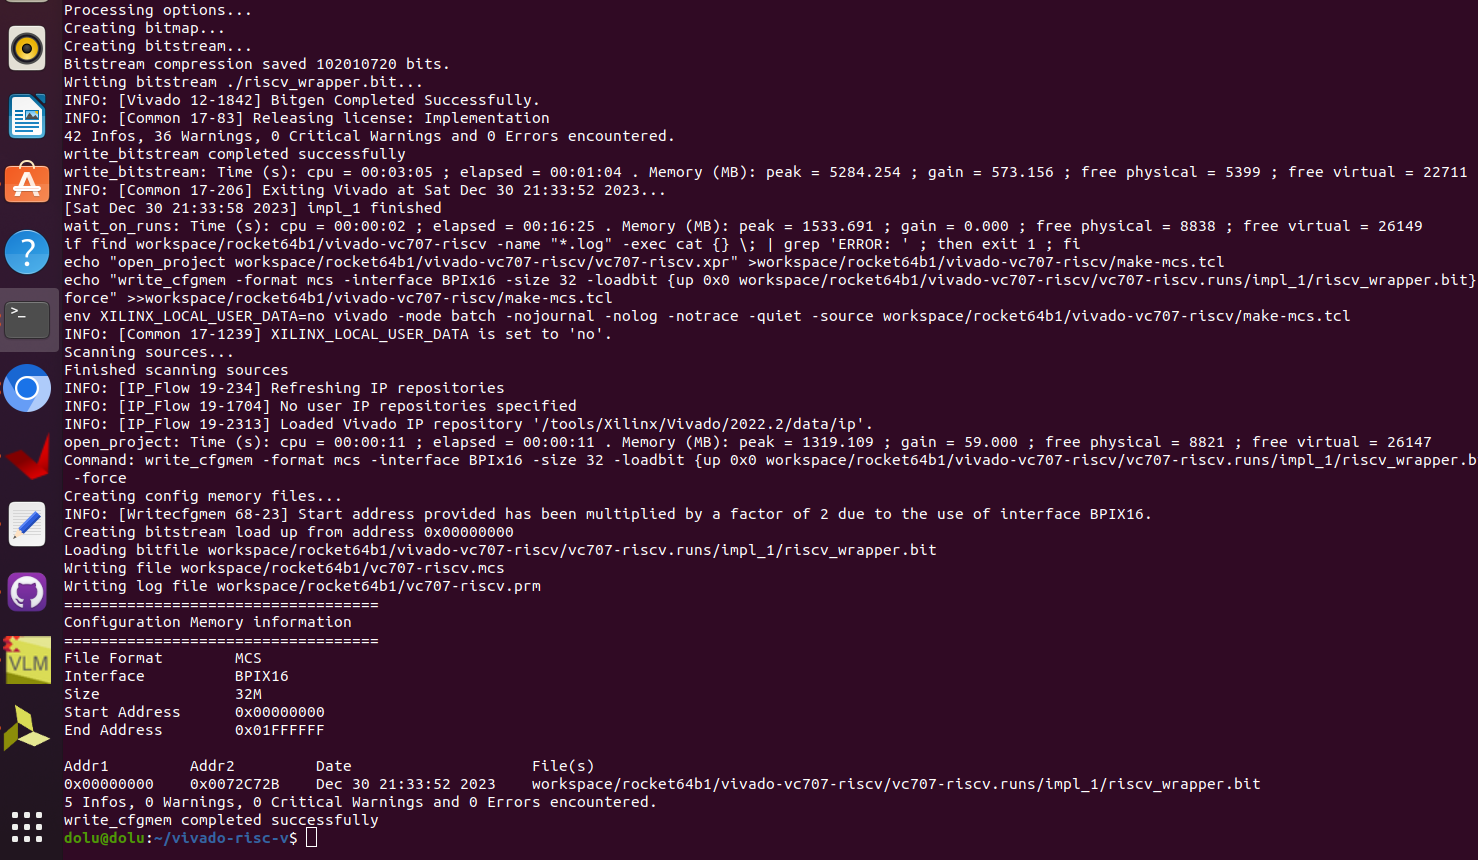 Processing options...
Creating bitmap...
Creating bitstream...
Bitstream compression saved 102010720 bits.
Writing bitstream ./riscv_wrapper.bit...
INFO: [Vivado 12-1842] Bitgen Completed Successfully.
INFO: [Common 17-83] Releasing license: Implementation
42 Infos, 36 Warnings, 0 Critical Warnings and 0 Errors encountered.
write_bitstream completed successfully
write_bitstream: Time (s): cpu = 00:03:05 ; elapsed = 00:01:04 . Memory (MB): peak = 5284.254 ; gain = 573.156 ; free physical = 5399 ; free virtual = 22711
INFO: [Common 17-206] Exiting Vivado at Sat Dec 30 21:33:52 2023...
[Sat Dec 30 21:33:58 2023] impl_1 finished
wait_on_runs: Time (s): cpu = 00:00:02 ; elapsed = 00:16:25 . Memory (MB): peak = 1533.691 ; gain = 0.000 ; free physical = 8838 ; free virtual = 26149
if find workspace/rocket64b1/vivado-vc707-riscv -name "*.log" -exec cat {} \; | grep 'ERROR: ' ; then exit 1 ; fi
echo "open_project workspace/rocket64b1/vivado-vc707-riscv/vc707-riscv.xpr" >workspace/rocket64b1/vivado-vc707-riscv/make-mcs.tcl
echo "write_cfgmem -format mcs -interface BPIx16 -size 32 -loadbit {up 0x0 workspace/rocket64b1/vivado-vc707-riscv/vc707-riscv.runs/impl_1/riscv_wrapper.bit}
force" >>workspace/rocket64b1/vivado-vc707-riscv/make-mcs.tcl
env XILINX_LOCAL_USER_DATA=no vivado -mode batch -nojournal -nolog -notrace -quiet -source workspace/rocket64b1/vivado-vc707-riscv/make-mcs.tcl
INFO: [Common 17-1239] XILINX_LOCAL_USER_DATA is set to 'no'.
Scanning sources...
Finished scanning sources
INFO: [IP_Flow 19-234] Refreshing IP repositories
INFO: [IP_Flow 19-1704] No user IP repositories specified
INFO: [IP_Flow 19-2313] Loaded Vivado IP repository '/tools/Xilinx/Vivado/2022.2/data/ip'.
open_project: Time (s): cpu = 00:00:11 ; elapsed = 00:00:11 . Memory (MB): peak = 1319.109 ; gain = 59.000 ; free physical = 8821 ; free virtual = 26147
Command: write_cfgmem -format mcs -interface BPIx16 -size 32 -loadbit {up 0x0 workspace/rocket64b1/vivado-vc707-riscv/vc707-riscv.runs/impl_1/riscv_wrapper.b
-force
Creating config memory files...
INFO: [Writecfgmem 68-23] Start address provided has been multiplied by a factor of 2 due to the use of interface BPIX16.
Creating bitstream load up from address 0x00000000
Loading bitfile workspace/rocket64b1/vivado-vc707-riscv/vc707-riscv.runs/impl_1/riscv_wrapper.bit
Writing file workspace/rocket64b1/vc707-riscv.mcs
Writing log file workspace/rocket64b1/vc707-riscv.prm
===================================
Configuration Memory information
===================================
File Format        MCS
Interface          BPIX16
Size               32M
Start Address      0x00000000
End Address        0x01FFFFFF
Addr1         Addr2         Date                    File(s)
0x00000000    0x0072C72B    Dec 30 21:33:52 2023    workspace/rocket64b1/vivado-vc707-riscv/vc707-riscv.runs/impl_1/riscv_wrapper.bit
5 Infos, 0 Warnings, 0 Critical Warnings and 0 Errors encountered.
write_cfgmem completed successfully
dolu@dolu:~/vivado-risc-v$
VLM